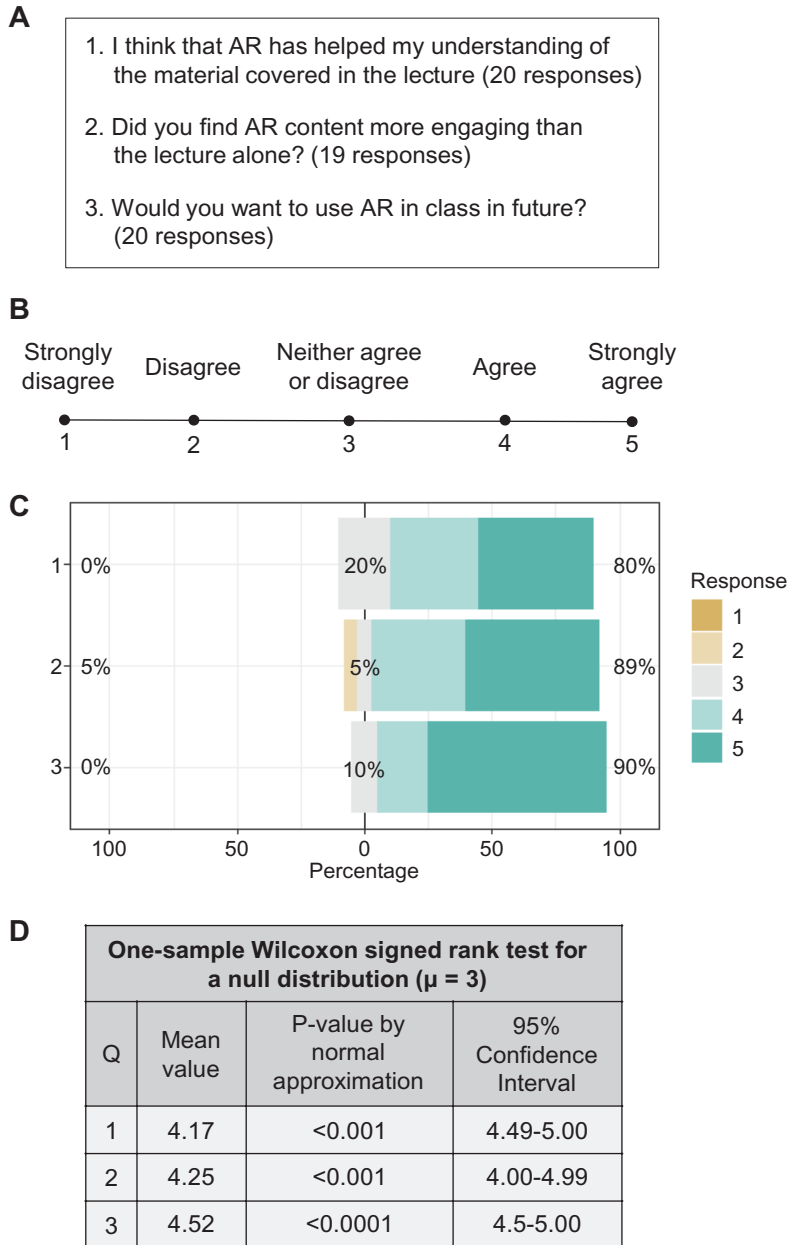 A
1. I think that AR has helped my understanding of
the material covered in the lecture (20 responses)
2. Did you find AR content more engaging than
the lecture alone? (19 responses)
3. Would you want to use AR in class in future?
(20 responses)
B
Strongly disagree
Disagree
Neither agree or disagree
Agree
Strongly agree
1 2 3 4 5
C
1 0% 20% 80%
2 5% 5% 89%
3 0% 10% 90%
100 50 0 50 100
Percentage
Response
1
2
3
4
5
D
One-sample Wilcoxon signed rank test for
a null distribution (μ = 3)
Q
Mean value
P-value by normal approximation
95% Confidence Interval
1 4.17 <0.001 4.49-5.00
2 4.25 <0.001 4.00-4.99
3 4.52 <0.0001 4.5-5.00